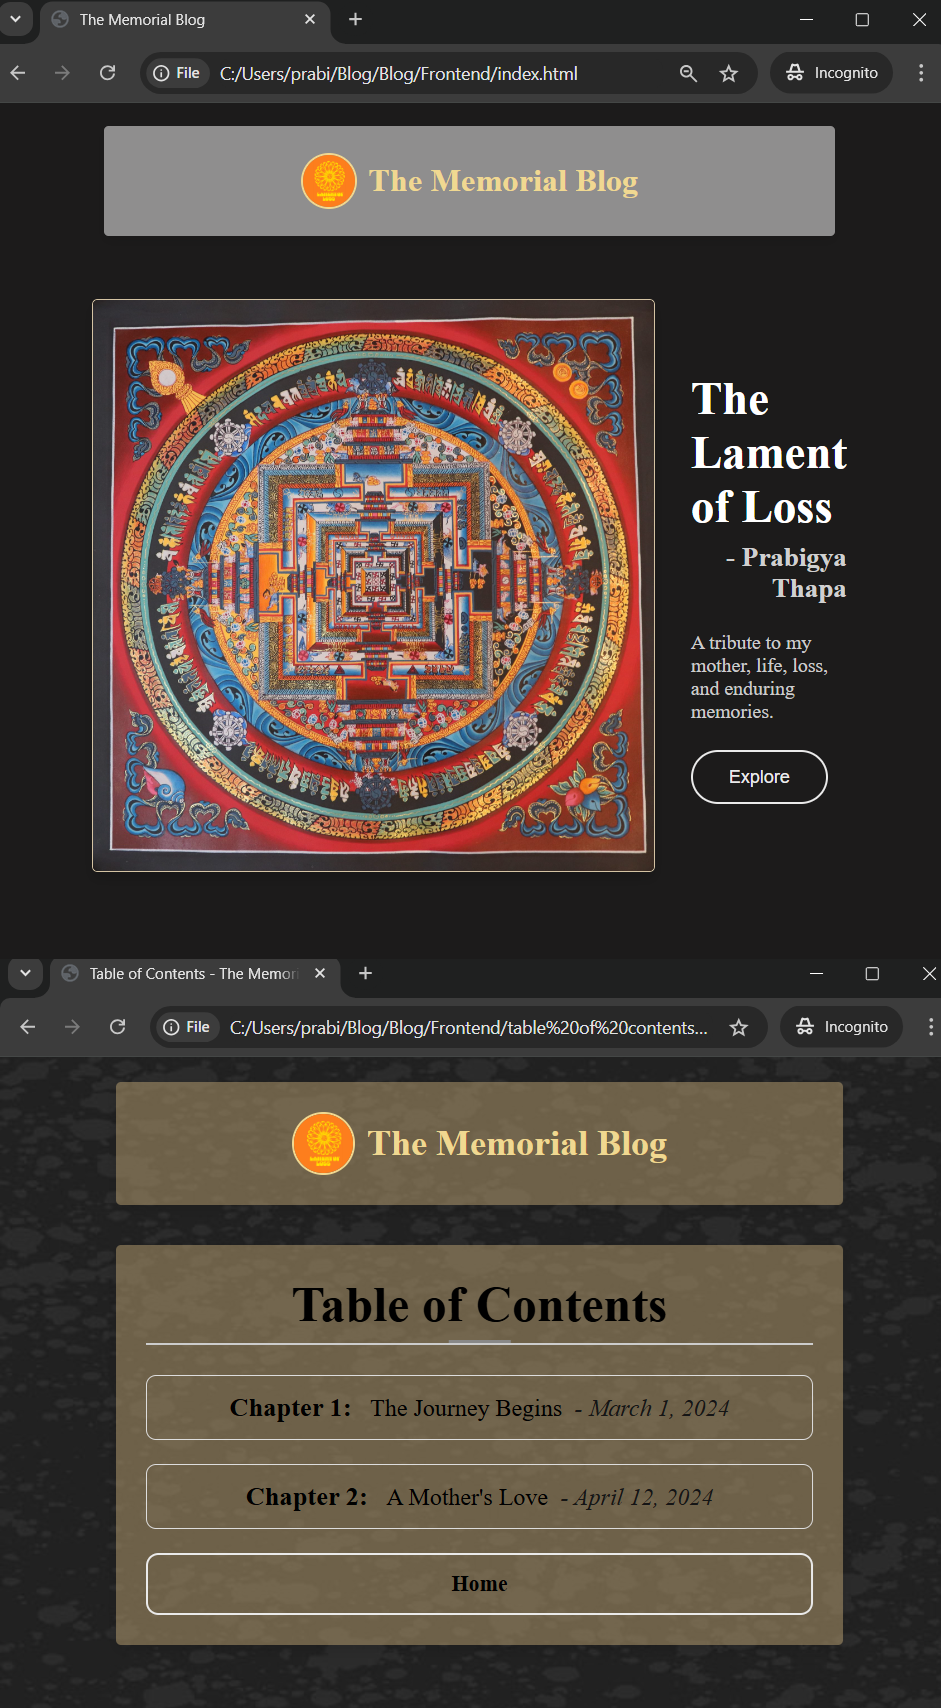 The Memorial Blog
File C:/Users/prabi/Blog/Blog/Frontend/index.html Incognito
The Memorial Blog
The
Lament
of Loss
- Prabigya
Thapa
A tribute to my
mother, life, loss,
and enduring
memories.
Explore
Table of Contents - The Memori
File C:/Users/prabi/Blog/Blog/Frontend/table%20of%20contents... Incognito
The Memorial Blog
Table of Contents
Chapter 1: The Journey Begins - March 1, 2024
Chapter 2: A Mother's Love - April 12, 2024
Home